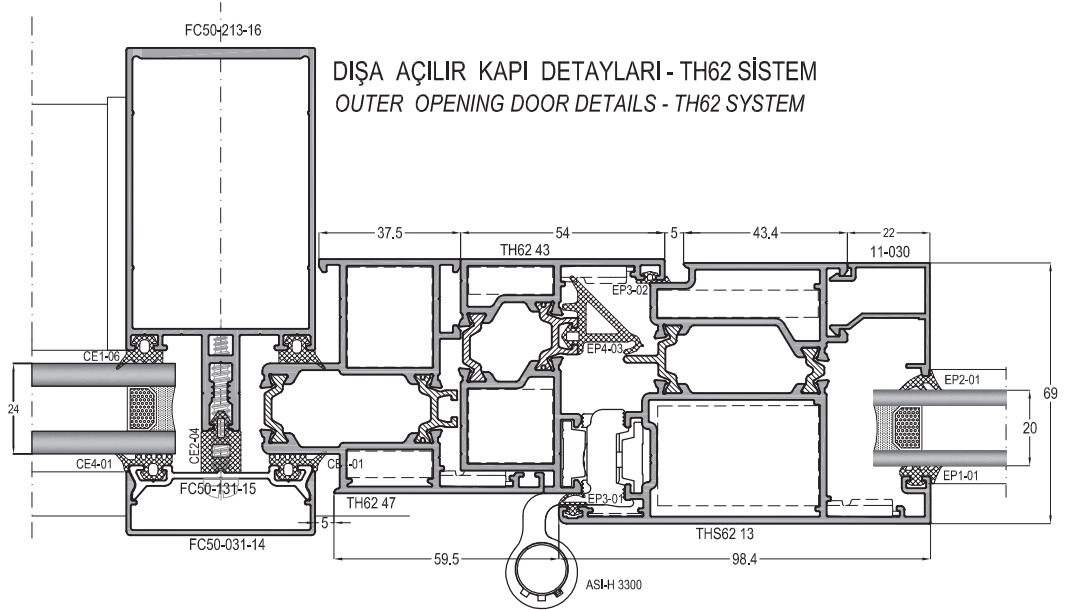 FC50-213-16
DIŞA AÇILIR KAPI DETAYLARI - TH62 SİSTEM
OUTER OPENING DOOR DETAILS - TH62 SYSTEM
37.5
54
5
43.4
22
TH62 43
11-030
EP3-02
EP4-03
CE1-06
24
CE2-04
EP2-01
69
20
CE4-01
EP1-01
FC50-131-15
TH62 47
EP3-01
THS62 13
5
FC50-031-14
59.5
98.4
ASI-H 3300